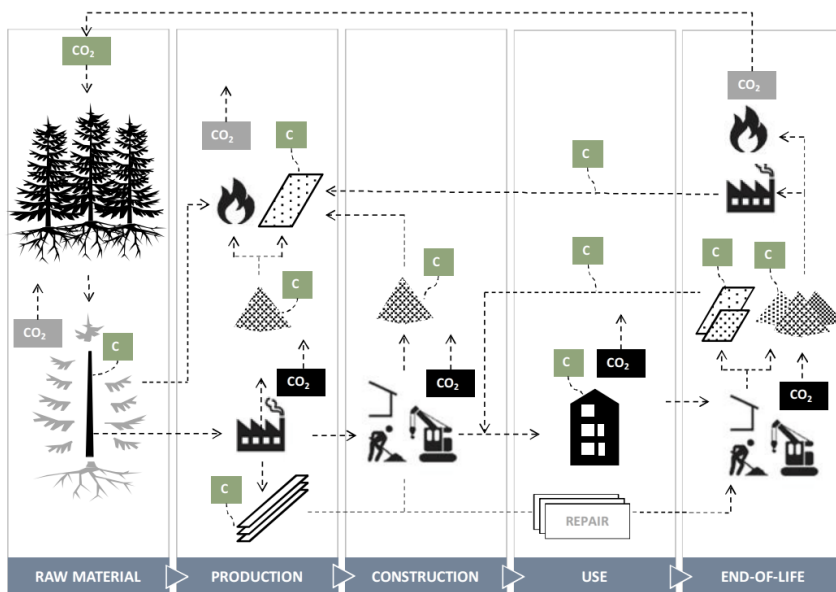 CO₂
CO₂
C
CO₂
C
C
CO₂
C
C
CO₂
C
C
C
CO₂
CO₂
C
C
C
CO₂
REPAIR
RAW MATERIAL
PRODUCTION
CONSTRUCTION
USE
END-OF-LIFE